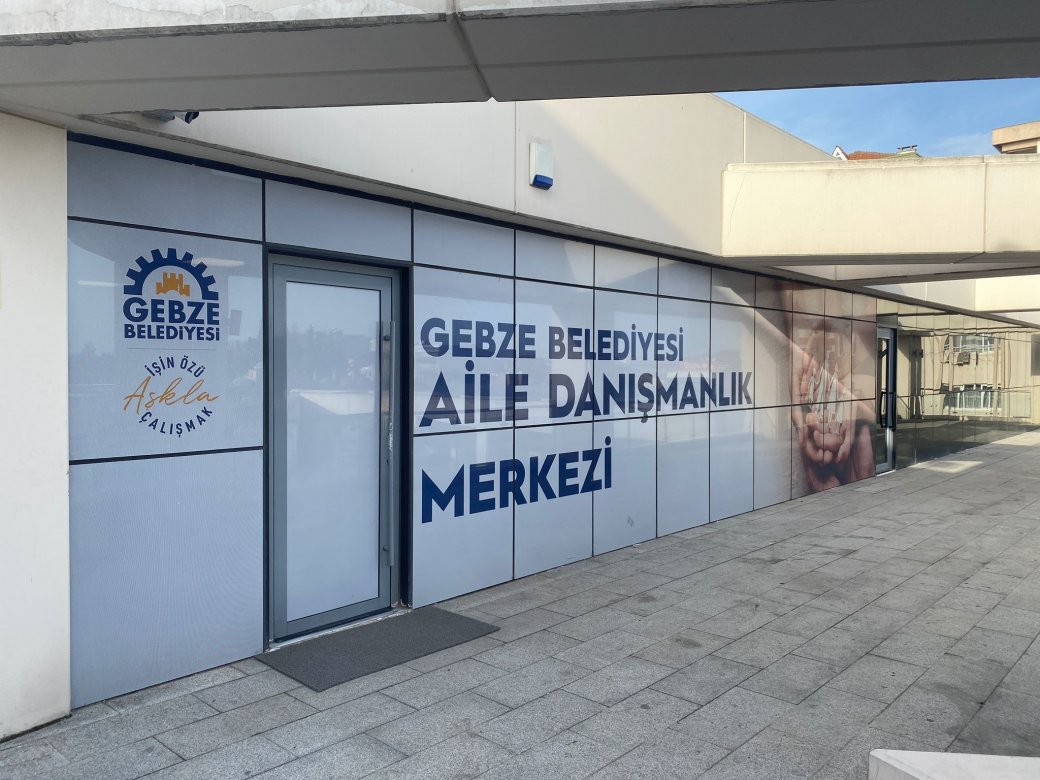 GEBZE
BELEDİYESİ
İŞİN ÖZÜ
Aşkla
ÇALIŞMAK
GEBZE BELEDİYESİ
AİLE DANIŞMANLIK
MERKEZİ